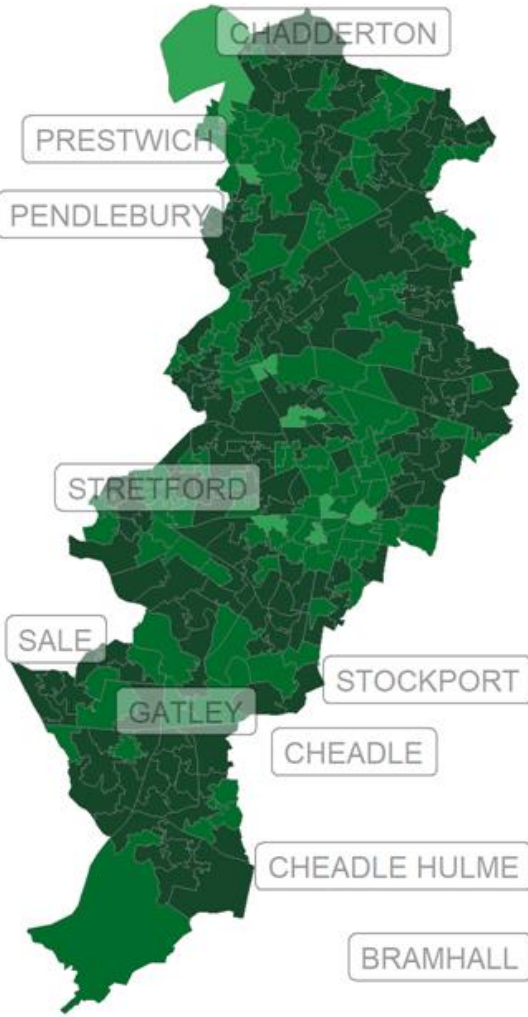 CHADDERTON
PRESTWICH
PENDLEBURY
STRETFORD
SALE
STOCKPORT
GATLEY
CHEADLE
CHEADLE HULME
BRAMHALL